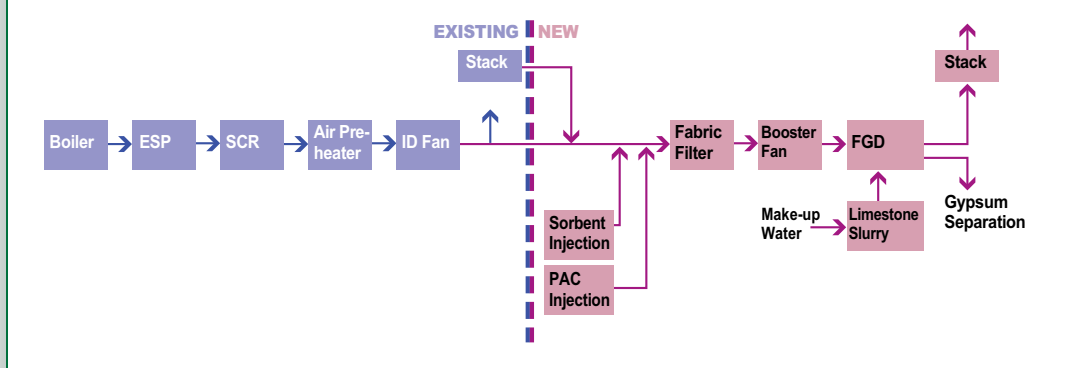 EXISTING NEW
Stack
Stack
Boiler
ESP
SCR
Air Pre-
heater
ID Fan
Fabric
Filter
Booster
Fan
FGD
Sorbent
Injection
PAC
Injection
Make-up
Water
Limestone
Slurry
Gypsum
Separation